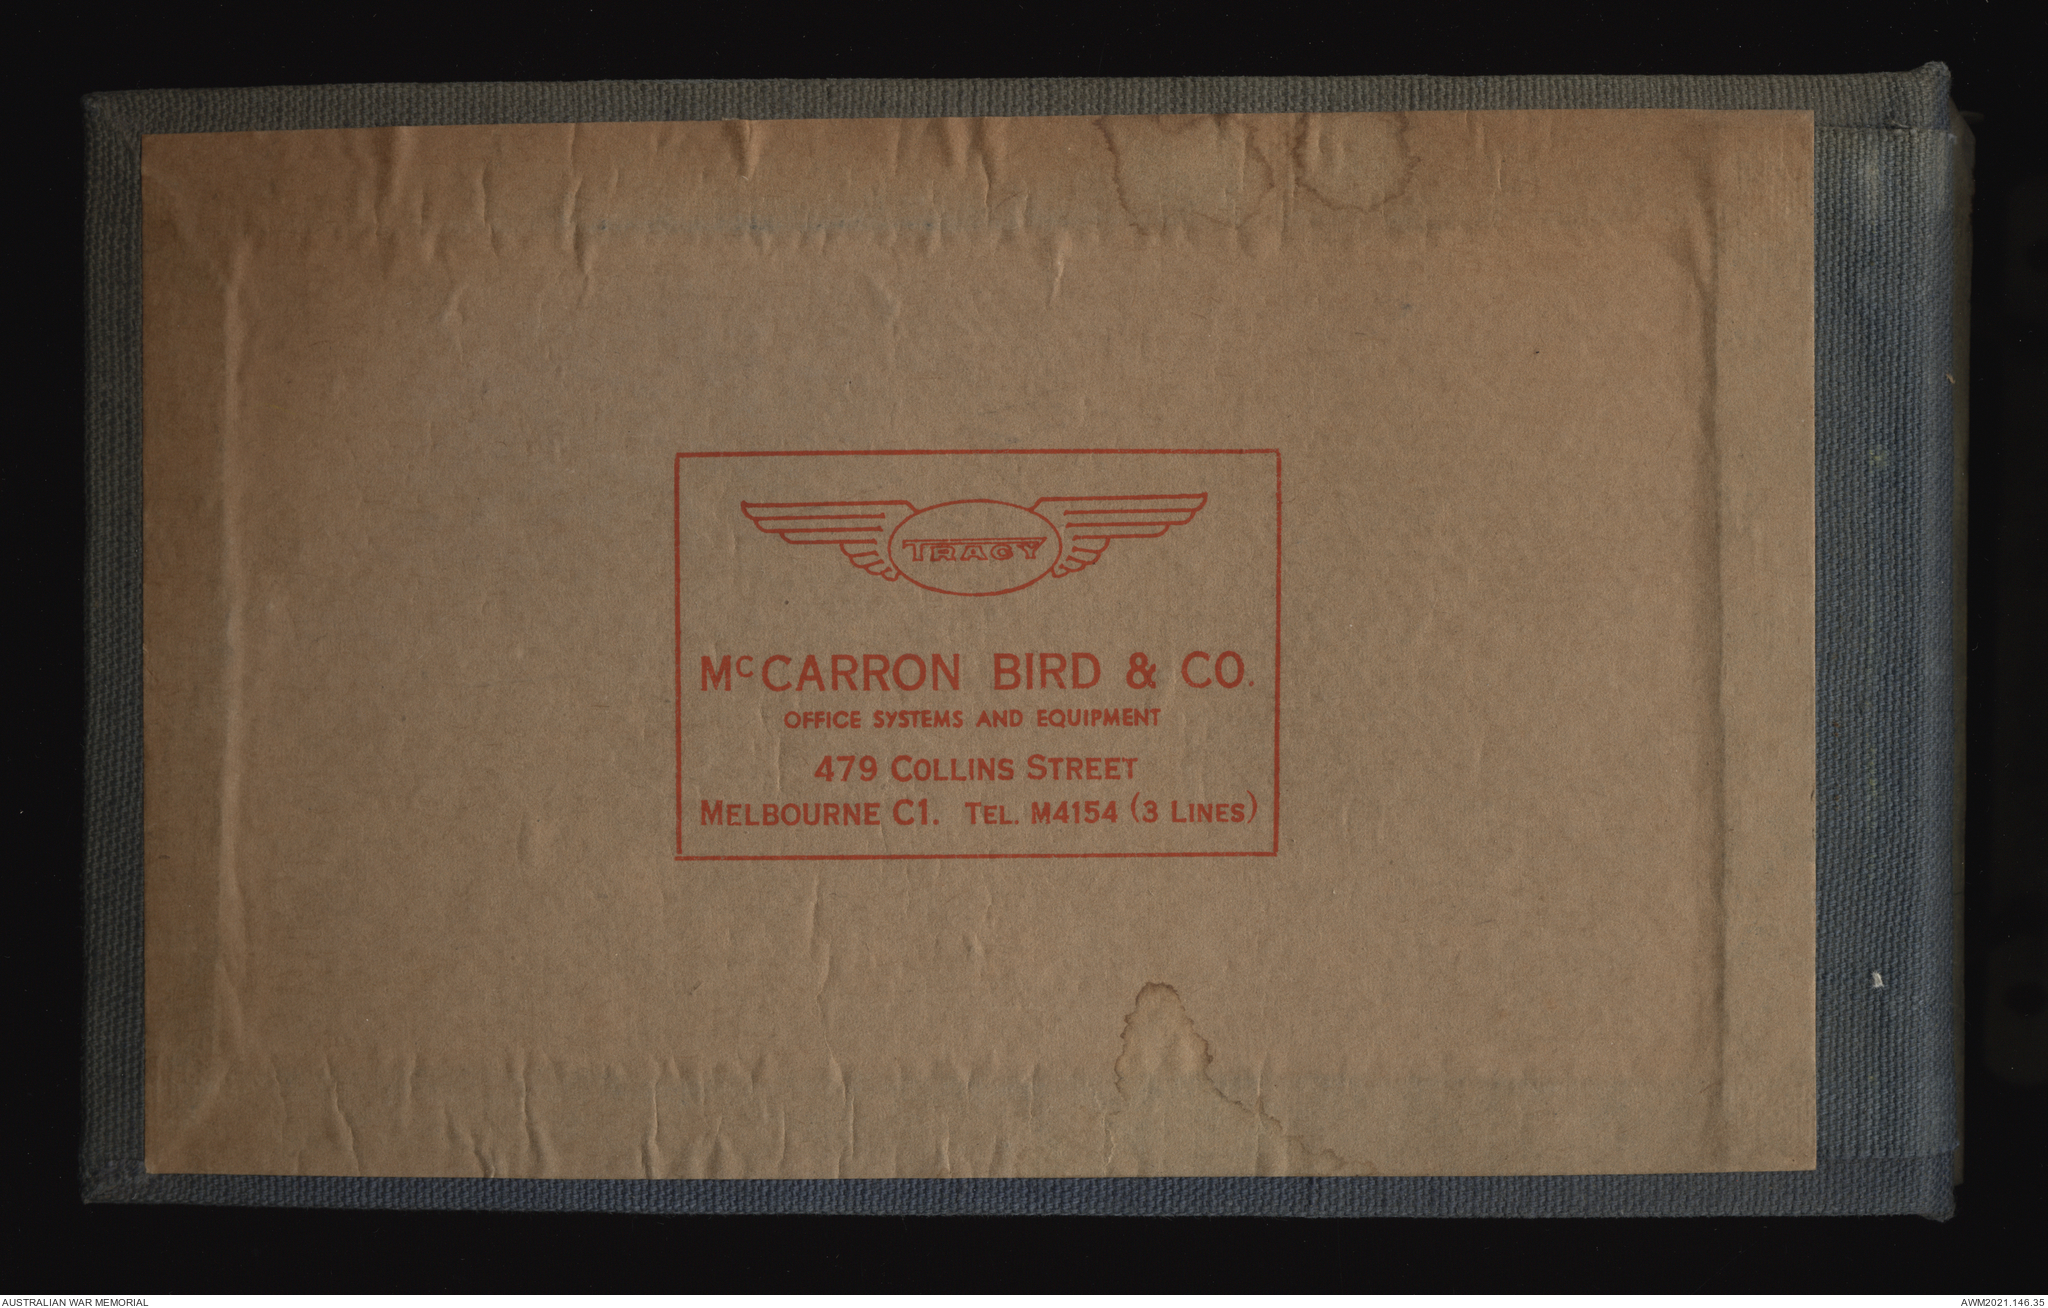 TRACY
McCARRON BIRD & CO.
OFFICE SYSTEMS AND EQUIPMENT
479 COLLINS STREET
MELBOURNE C1. TEL. M4154 (3 LINES)
AUSTRALIAN WAR MEMORIAL
AWM2021.146.35